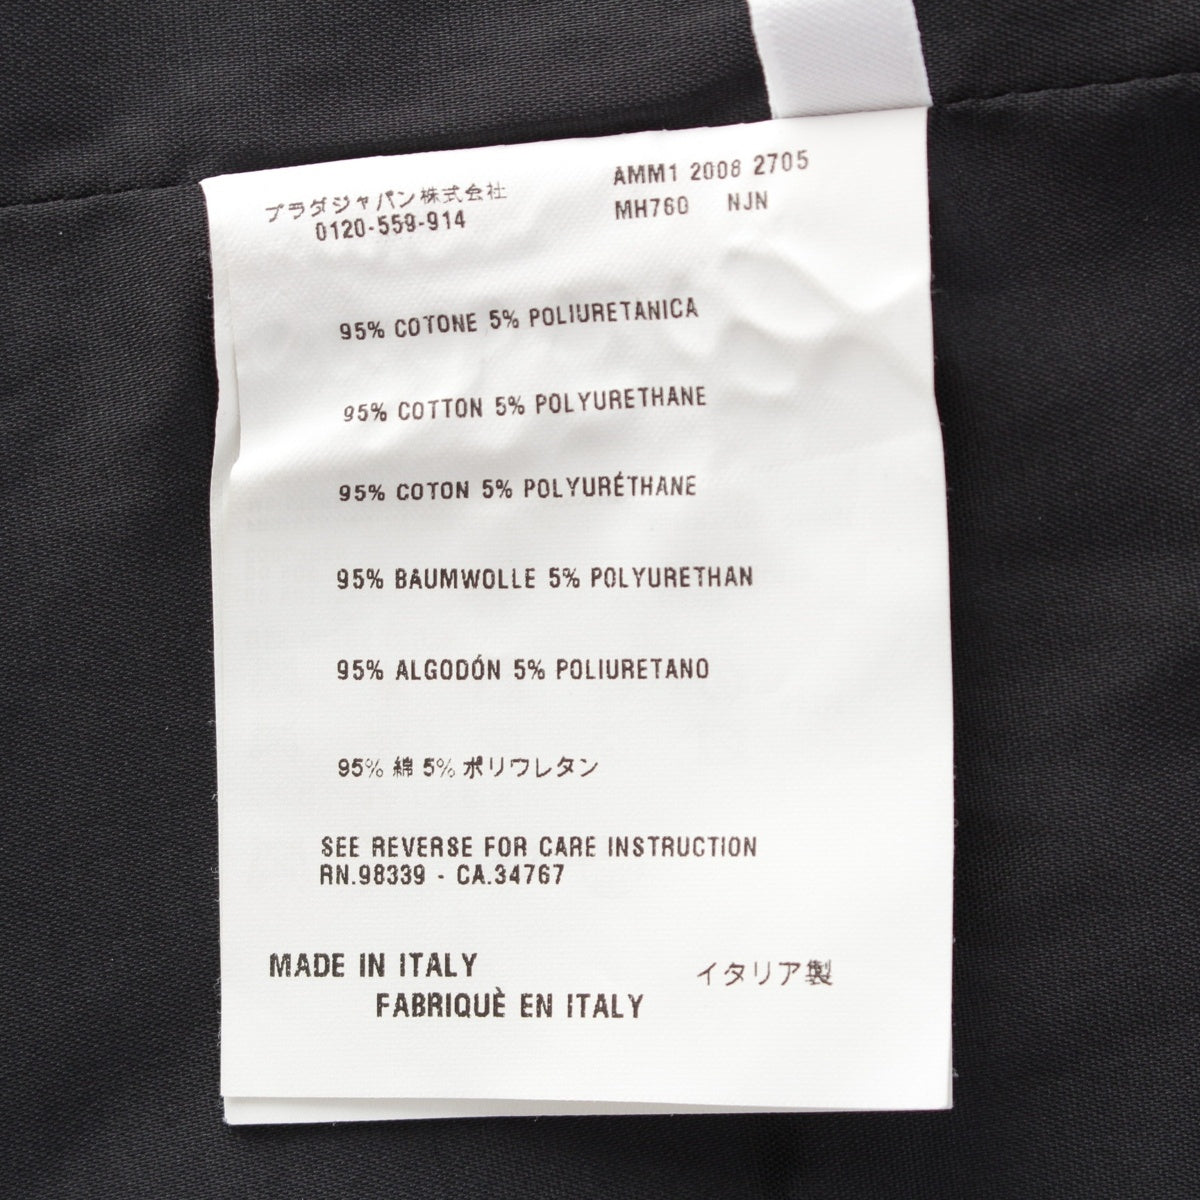 プラダジャパン株式会社
0120-559-914
AMM1 2008 2705
MH760 NJN
95% COTONE 5% POLIURETANICA
95% COTTON 5% POLYURETHANE
95% COTON 5% POLYURÉTHANE
95% BAUMWOLLE 5% POLYURETHAN
95% ALGODÓN 5% POLIURETANO
95% 綿 5% ポリウレタン
SEE REVERSE FOR CARE INSTRUCTION
RN.98339 - CA.34767
MADE IN ITALY
イタリア製
FABRIQUÈ EN ITALY